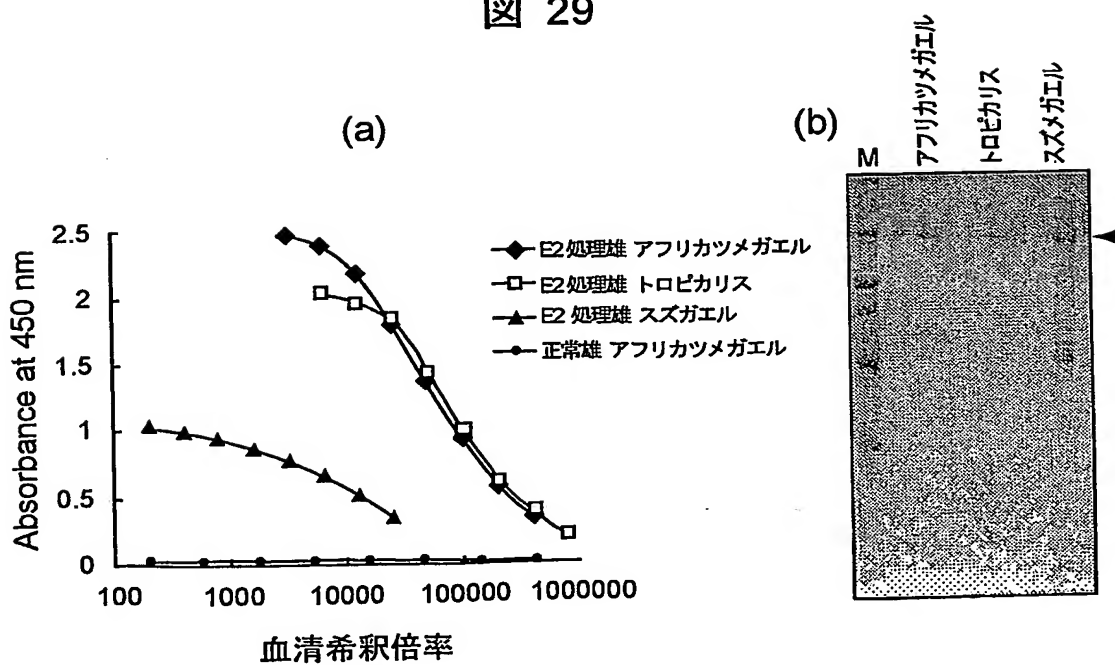 図 29
(a)
Absorbance at 450 nm
2.5
2
1.5
1
0.5
0
100
1000
10000
100000
1000000
血清希釈倍率
E2処理雄 アフリカツメガエル
E2処理雄 トロピカリス
E2 処理雄 スズガエル
正常雄 アフリカツメガエル
(b)
M
アフリカツメガエル
トロピカリス
スズメガエル